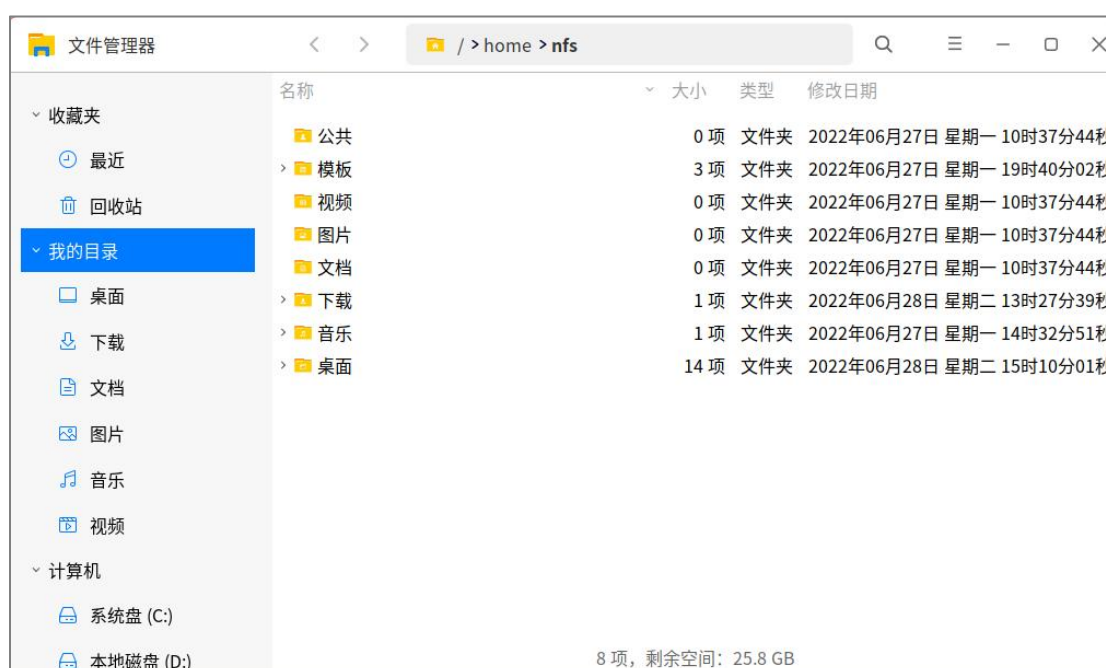 文件管理器 / > home > nfs
名称 大小 类型 修改日期
收藏夹
最近
回收站
我的目录
桌面
下载
文档
图片
音乐
视频
计算机
系统盘 (C:)
本地磁盘 (D:)
公共 0 项 文件夹 2022年06月27日 星期一 10时37分44秒
模板 3 项 文件夹 2022年06月27日 星期一 19时40分02秒
视频 0 项 文件夹 2022年06月27日 星期一 10时37分44秒
图片 0 项 文件夹 2022年06月27日 星期一 10时37分44秒
文档 0 项 文件夹 2022年06月27日 星期一 10时37分44秒
下载 1 项 文件夹 2022年06月28日 星期二 13时27分39秒
音乐 1 项 文件夹 2022年06月27日 星期一 14时32分51秒
桌面 14 项 文件夹 2022年06月28日 星期二 15时10分01秒
8 项，剩余空间：25.8 GB